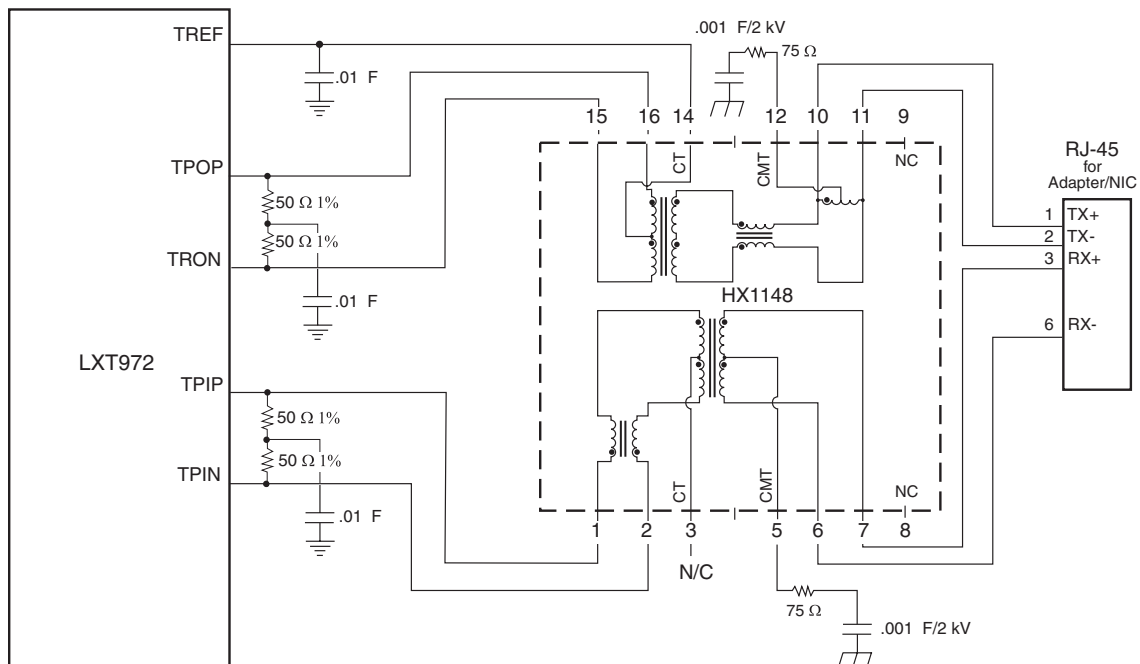 TREF
.01 F
.001 F/2 kV
75 Ω
15
16
14
12
10
11
9
CT
CMT
NC
RJ-45
for
Adapter/NIC
TPOP
50 Ω 1%
50 Ω 1%
TRON
.01 F
1 TX+
2 TX-
3 RX+
6 RX-
HX1148
LXT972
TPIP
50 Ω 1%
50 Ω 1%
TPIN
.01 F
CT
CMT
NC
1
2
3
5
6
7
8
N/C
75 Ω
.001 F/2 kV